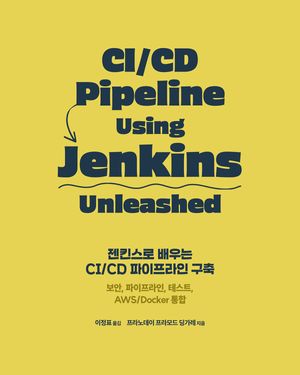 CI/CD
Pipeline
Using
Jenkins
Unleashed
젠킨스로 배우는
CI/CD 파이프라인 구축
보안, 파이프라인, 테스트,
AWS/Docker 통합
이정표 옮김 프라노데이 프라모드 딩가레 지음